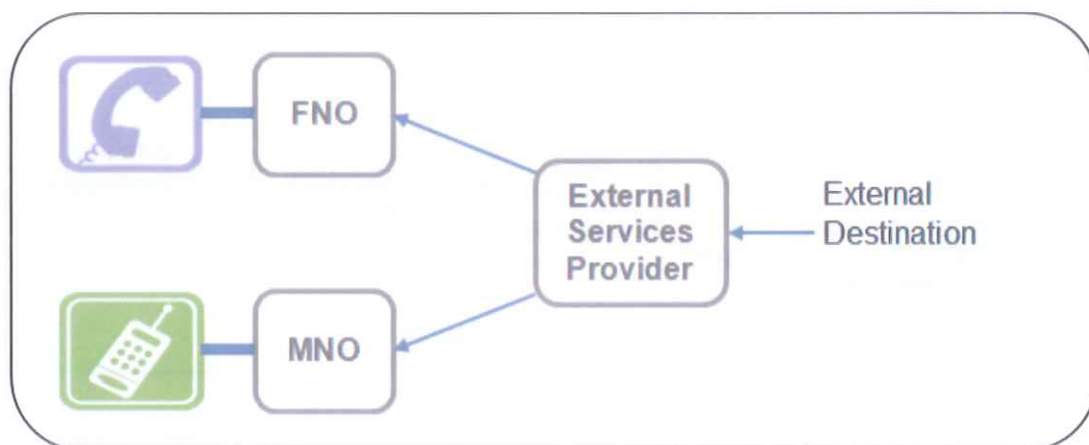 FNO
External
Services
Provider
External
Destination
MNO